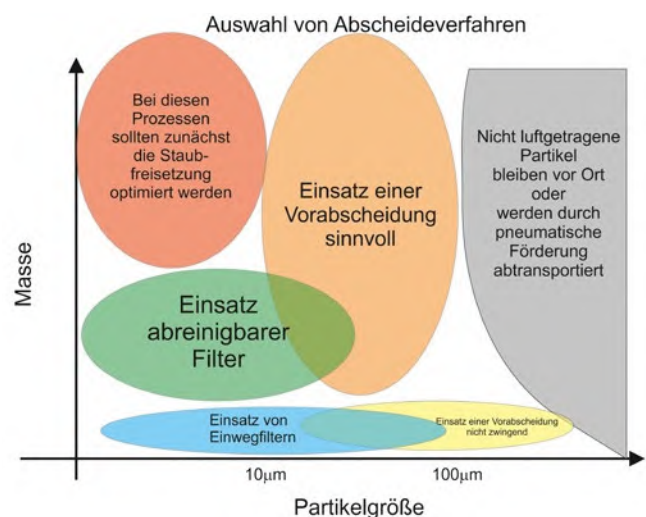 Auswahl von Abscheideverfahren
Masse
Bei diesen
Prozessen
sollten zunächst
die Staub-
freisetzung
optimiert werden
Einsatz einer
Vorabscheidung
sinnvoll
Nicht luftgetragene
Partikel
bleiben vor Ort
oder
werden durch
pneumatische
Förderung
abtransportiert
Einsatz
abreinigbarer
Filter
Einsatz von
Einwegfiltern
Einsatz einer Vorabscheidung
nicht zwingend
10µm
100µm
Partikelgröße